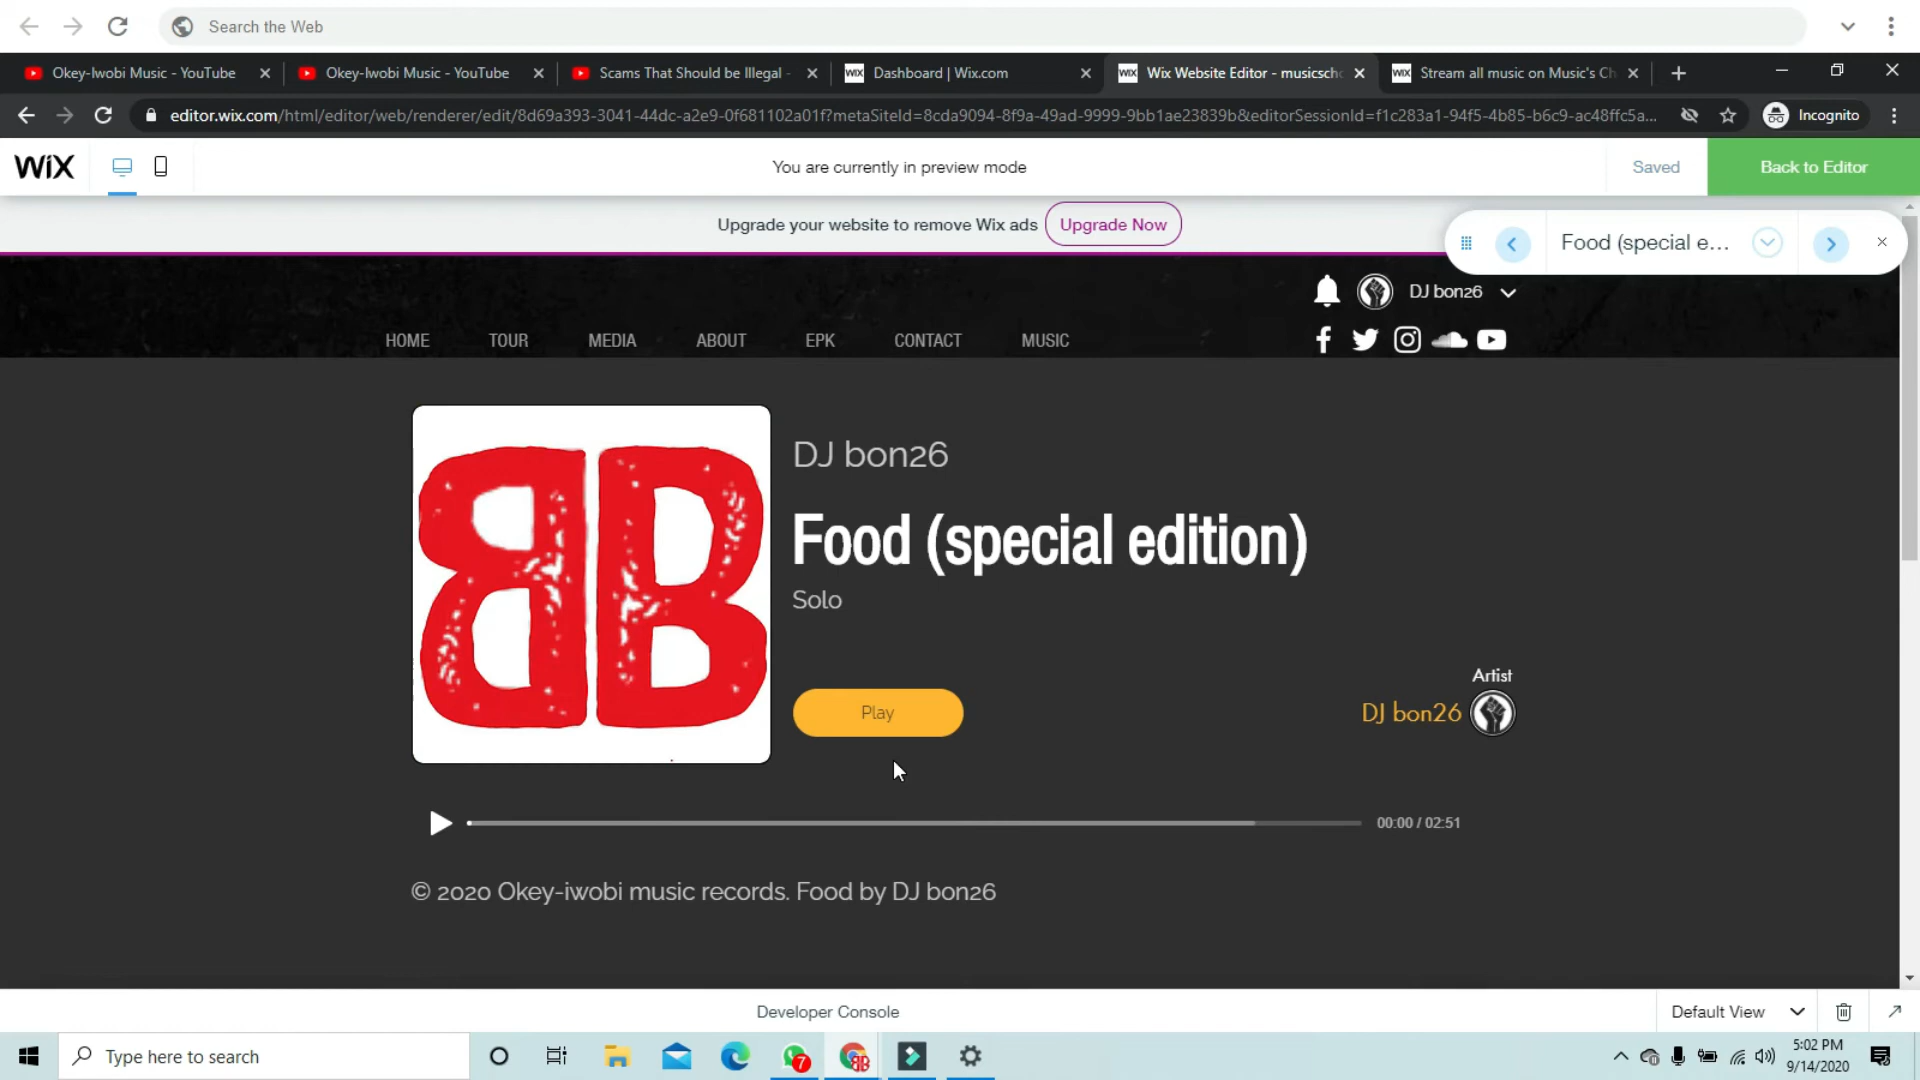 Search the Web
Okey-Iwobi Music - YouTube
Okey-Iwobi Music - YouTube
Scams That Should be Illegal -
Dashboard | Wix.com
Wix Website Editor - musicsch
Stream all music on Music's Ch
editor.wix.com/html/editor/web/renderer/edit/8d69a393-3041-44dc-a2e9-0f681102a01f?metaSiteId=8cda9094-8f9a-49ad-9999-9bb1ae23839b&editorSessionId=f1c283a1-94f5-4b85-b6c9-ac48ffc5a...
Incognito
WiX
You are currently in preview mode
Saved
Back to Editor
Upgrade your website to remove Wix ads
Upgrade Now
Food (special e...
DJ bon26
HOME
TOUR
MEDIA
ABOUT
EPK
CONTACT
MUSIC
BB
DJ bon26
Food (special edition)
Solo
Play
Artist
DJ bon26
00:00 / 02:51
© 2020 Okey-iwobi music records. Food by DJ bon26
Developer Console
Default View
Type here to search
7
5:02 PM
9/14/2020